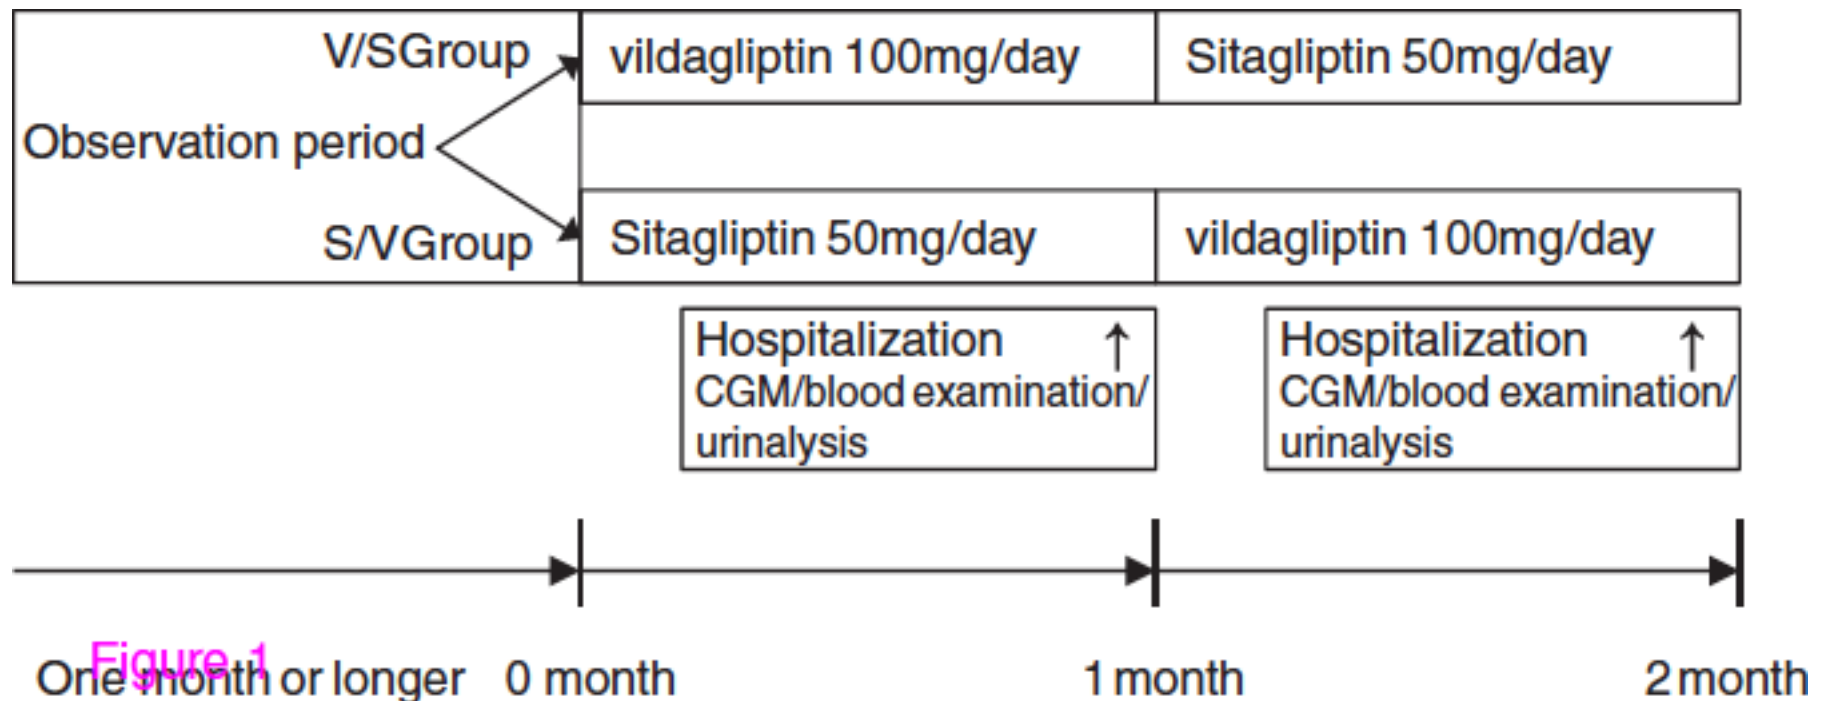 V/SGroup
vildagliptin 100mg/day
Sitagliptin 50mg/day
Observation period
S/VGroup
Sitagliptin 50mg/day
vildagliptin 100mg/day
Hospitalization ↑
CGM/blood examination/
urinalysis
Hospitalization ↑
CGM/blood examination/
urinalysis
Figure 1
One month or longer
0 month
1 month
2 month